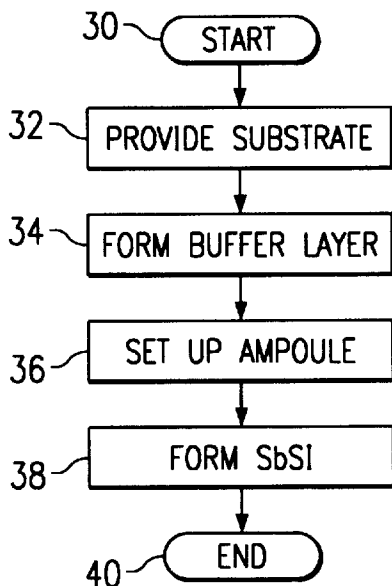 30 START
32 PROVIDE SUBSTRATE
34 FORM BUFFER LAYER
36 SET UP AMPOULE
38 FORM SbSI
40 END